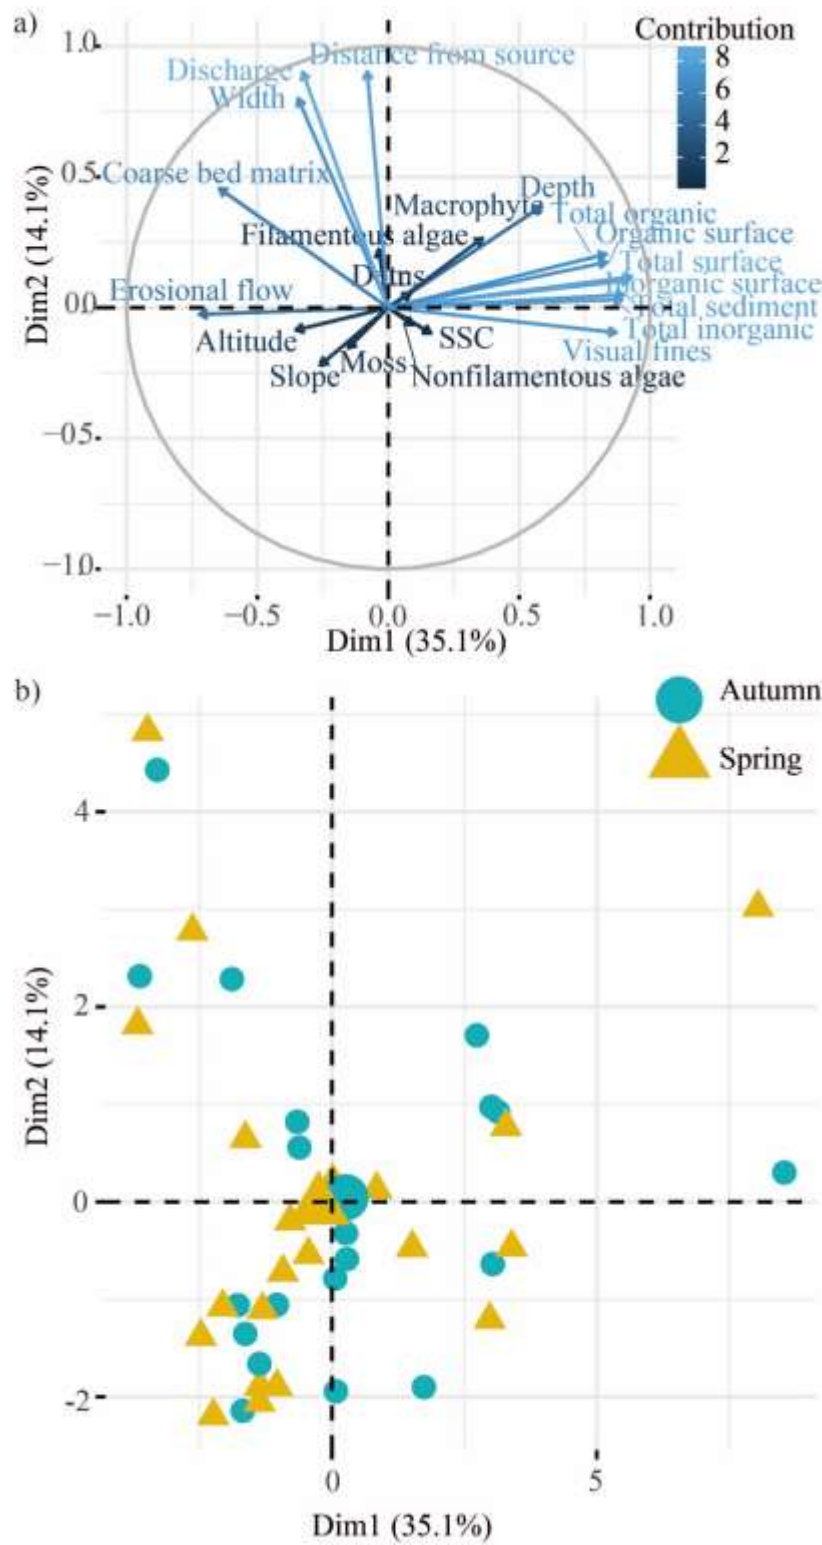 a)
Contribution
8
6
4
2
1.0
Distance from source
Discharge
Width
0.5
Coarse bed matrix
Depth
Macrophyte
Total organic
Filamentous algae
Organic surface
Total surface
Inorganic surface
Erosional flow
0.0
Total sediment
Total inorganic
Altitude
SSC
Visual fines
Moss
Slope
Nonfilamentous algae
Dim2 (14.1%)
−05.
−1.0
−1.0
−0.5
0.0
0.5
1.0
Dim1 (35.1%)
b)
Autumn
Spring
4
2
0
-2
Dim2 (14.1%)
0
5
Dim1 (35.1%)